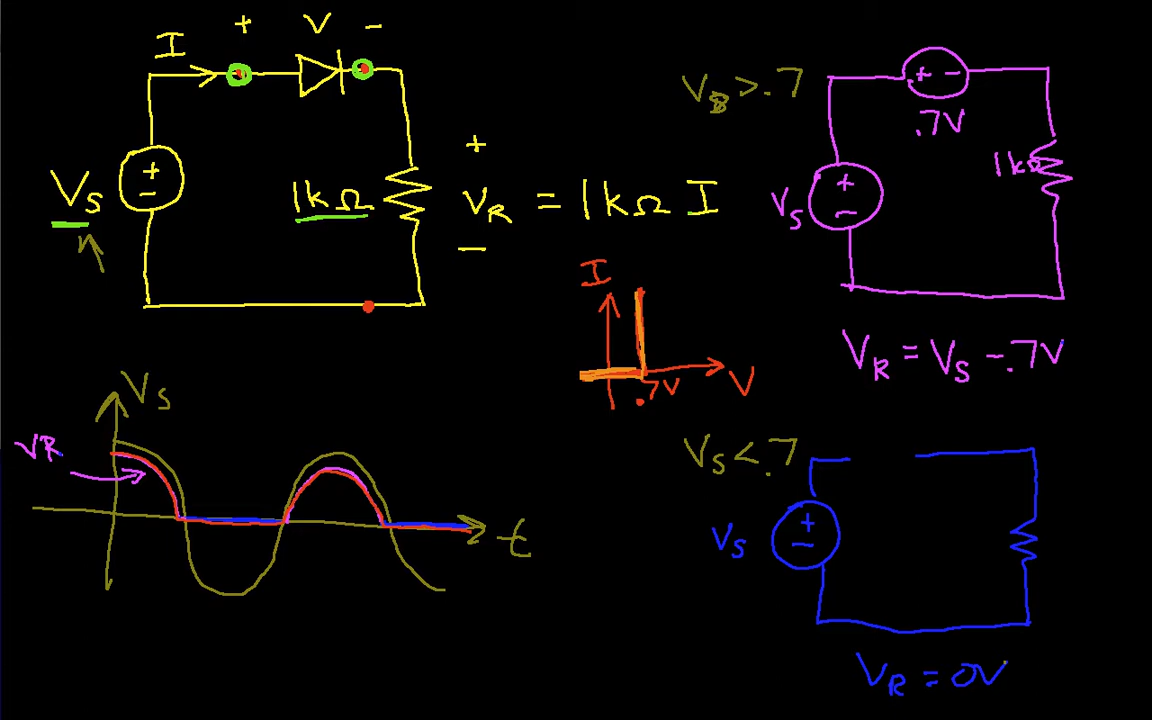 + V -
I
+
-
Vs
1kΩ
+
VR = 1kΩ I
-
I
.7V
V
Vs
VR
t
Vs > .7
+ -
.7V
1kΩ
Vs
+
-
VR = Vs - .7V
Vs < .7
Vs
+
-
VR = 0V